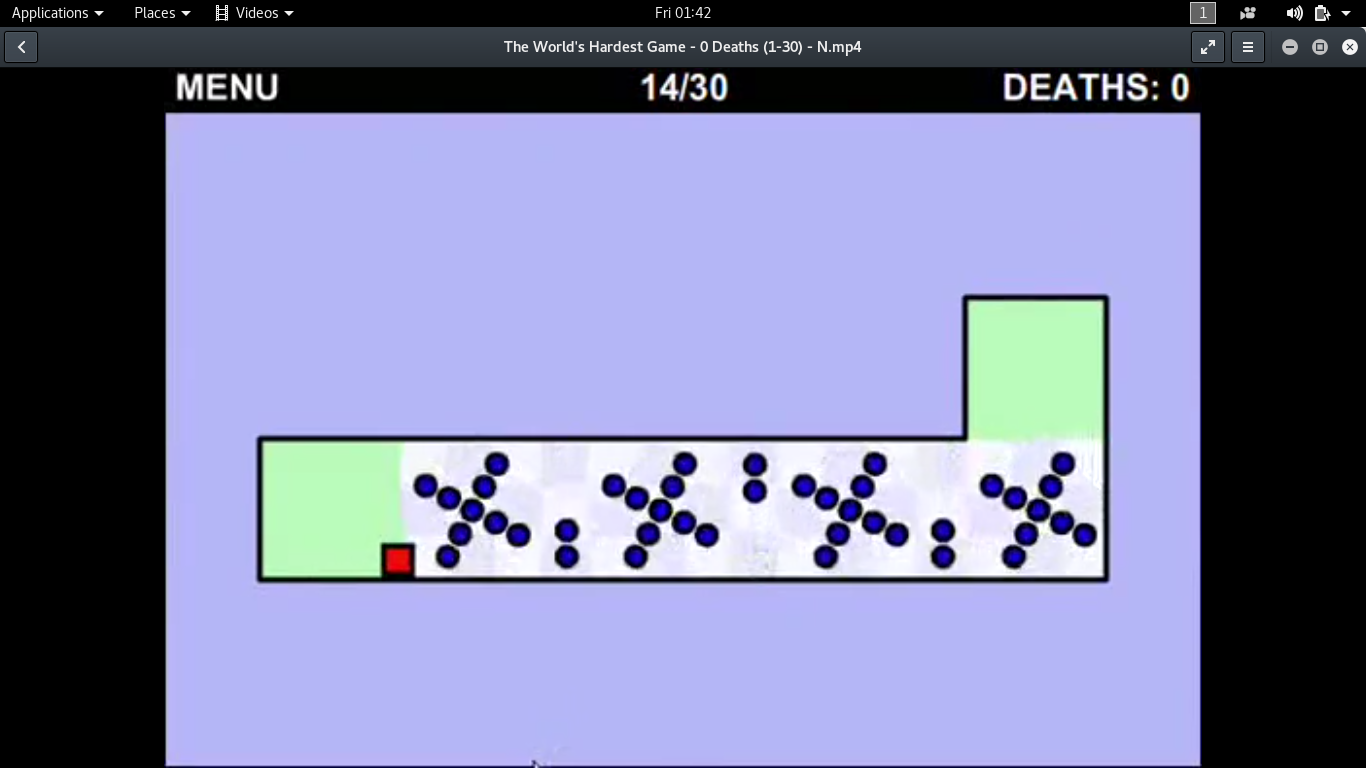 Applications Places Videos Fri 01:42 1
The World's Hardest Game - 0 Deaths (1-30) - N.mp4
MENU 14/30 DEATHS: 0